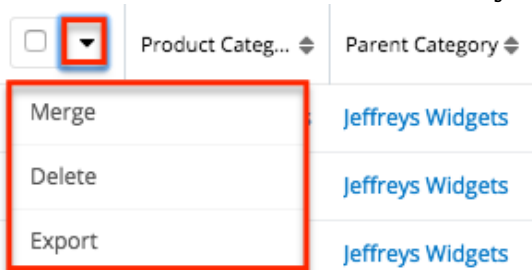 Product Categ... Parent Category
Merge Jeffreys Widgets
Delete Jeffreys Widgets
Export Jeffreys Widgets